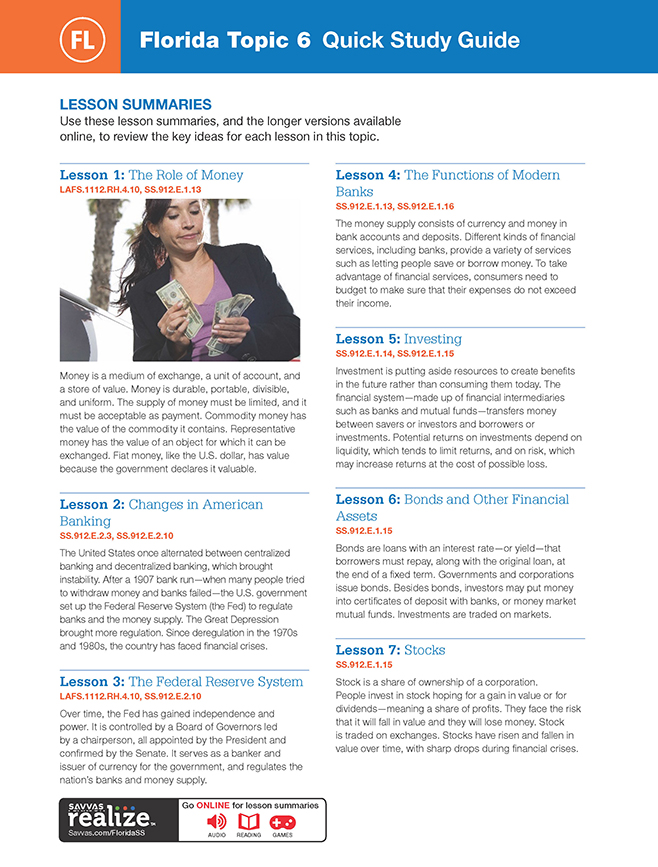 FL
Florida Topic 6 Quick Study Guide
LESSON SUMMARIES
Use these lesson summaries, and the longer versions available
online, to review the key ideas for each lesson in this topic.
Lesson 1: The Role of Money
LAFS.1112.RH.4.10, SS.912.E.1.13
Money is a medium of exchange, a unit of account, and
a store of value. Money is durable, portable, divisible,
and uniform. The supply of money must be limited, and it
must be acceptable as payment. Commodity money has
the value of the commodity it contains. Representative
money has the value of an object for which it can be
exchanged. Fiat money, like the U.S. dollar, has value
because the government declares it valuable.
Lesson 2: Changes in American
Banking
SS.912.E.2.3, SS.912.E.2.10
The United States once alternated between centralized
banking and decentralized banking, which brought
instability. After a 1907 bank run—when many people tried
to withdraw money and banks failed—the U.S. government
set up the Federal Reserve System (the Fed) to regulate
banks and the money supply. The Great Depression
brought more regulation. Since deregulation in the 1970s
and 1980s, the country has faced financial crises.
Lesson 3: The Federal Reserve System
LAFS.1112.RH.4.10, SS.912.E.2.10
Over time, the Fed has gained independence and
power. It is controlled by a Board of Governors led
by a chairperson, all appointed by the President and
confirmed by the Senate. It serves as a banker and
issuer of currency for the government, and regulates the
nation's banks and money supply.
Lesson 4: The Functions of Modern
Banks
SS.912.E.1.13, SS.912.E.1.16
The money supply consists of currency and money in
bank accounts and deposits. Different kinds of financial
services, including banks, provide a variety of services
such as letting people save or borrow money. To take
advantage of financial services, consumers need to
budget to make sure that their expenses do not exceed
their income.
Lesson 5: Investing
SS.912.E.1.14, SS.912.E.1.15
Investment is putting aside resources to create benefits
in the future rather than consuming them today. The
financial system—made up of financial intermediaries
such as banks and mutual funds—transfers money
between savers or investors and borrowers or
investments. Potential returns on investments depend on
liquidity, which tends to limit returns, and on risk, which
may increase returns at the cost of possible loss.
Lesson 6: Bonds and Other Financial
Assets
SS.912.E.1.15
Bonds are loans with an interest rate—or yield—that
borrowers must repay, along with the original loan, at
the end of a fixed term. Governments and corporations
issue bonds. Besides bonds, investors may put money
into certificates of deposit with banks, or money market
mutual funds. Investments are traded on markets.
Lesson 7: Stocks
SS.912.E.1.15
Stock is a share of ownership of a corporation.
People invest in stock hoping for a gain in value or for
dividends—meaning a share of profits. They face the risk
that it will fall in value and they will lose money. Stock
is traded on exchanges. Stocks have risen and fallen in
value over time, with sharp drops during financial crises.
SAVVAS
realize™
Savvas.com/FloridaSS
Go ONLINE for lesson summaries
AUDIO READING GAMES